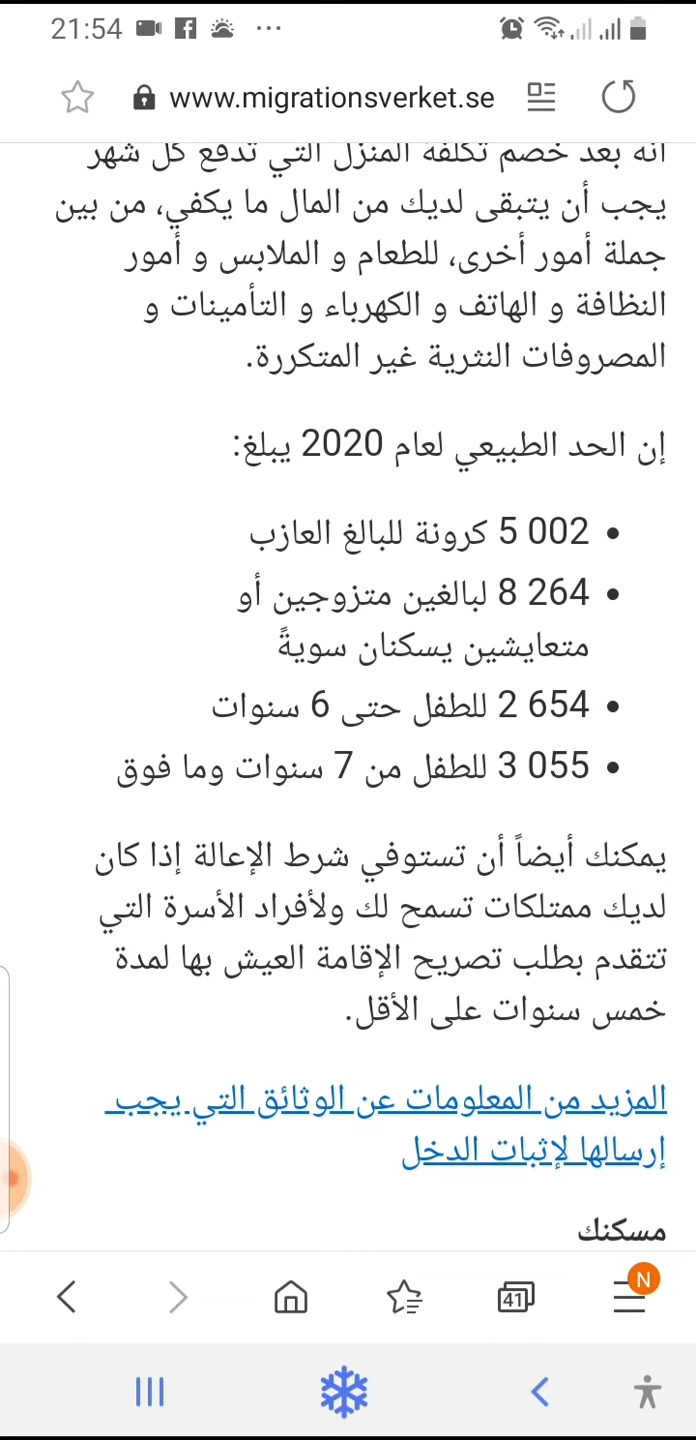 21:54
www.migrationsverket.se
أنه بعد خصم تكلفة المنزل التي تدفع كل شهر
يجب أن يتبقى لديك من المال ما يكفي، من بين
جملة أمور أخرى، للطعام و الملابس و أمور
النظافة و الهاتف و الكهرباء و التأمينات و
المصروفات النثرية غير المتكررة.
إن الحد الطبيعي لعام 2020 يبلغ:
• 5 002 كرونة للبالغ العازب
• 8 264 لبالغين متزوجين أو
متعايشين يسكنان سويةً
• 2 654 للطفل حتى 6 سنوات
• 3 055 للطفل من 7 سنوات وما فوق
يمكنك أيضاً أن تستوفي شرط الإعالة إذا كان
لديك ممتلكات تسمح لك ولأفراد الأسرة التي
تتقدم بطلب تصريح الإقامة العيش بها لمدة
خمس سنوات على الأقل.
المزيد من المعلومات عن الوثائق التي يجب
إرسالها لإثبات الدخل
مسكنك
41
N